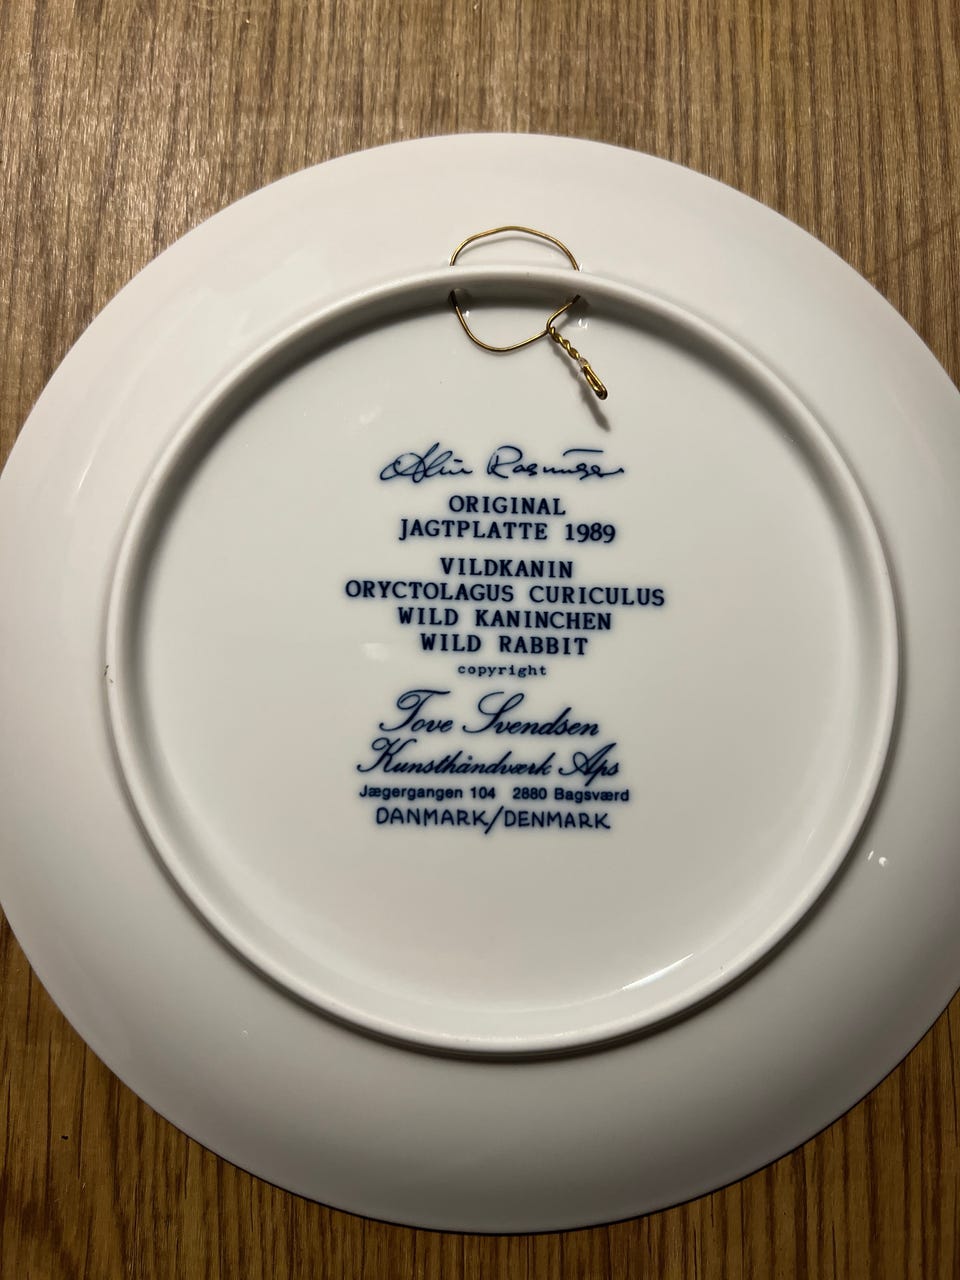 Rasmussen
ORIGINAL
JAGTPLATTE 1989
VILDKANIN
ORYCTOLAGUS CURICULUS
WILD KANINCHEN
WILD RABBIT
copyright
Tove Svendsen
Kunsthåndværk Aps
Jægergangen 104 2880 Bagsværd
DANMARK/DENMARK